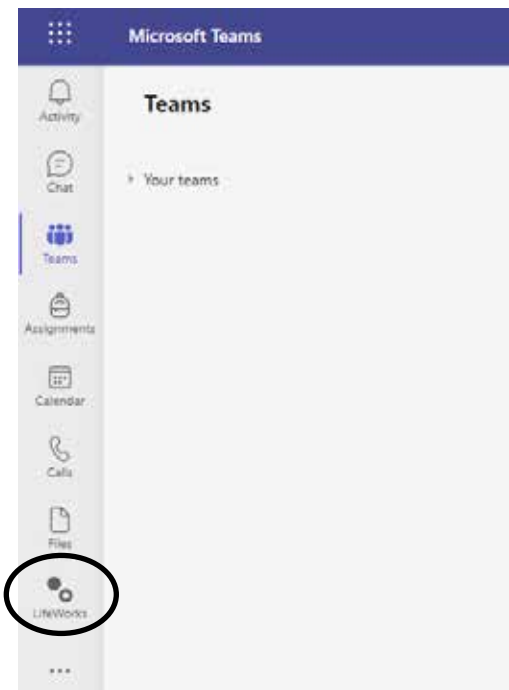 Microsoft Teams
Activity
Teams
Chat
Your teams
Teams
Assignments
Calendar
Calls
Files
LifeWorks